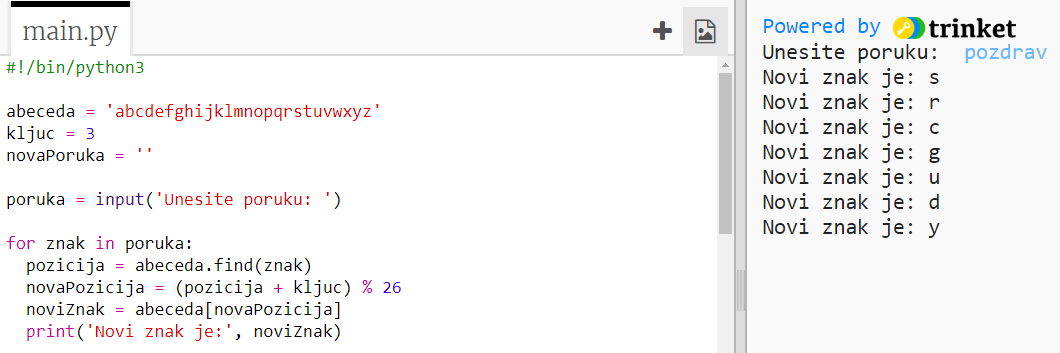 main.py
#!/bin/python3
abeceda = 'abcdefghijklmnopqrstuvwxyz'
kljuc = 3
novaPoruka = ''
poruka = input('Unesite poruku: ')
for znak in poruka:
  pozicija = abeceda.find(znak)
  novaPozicija = (pozicija + kljuc) % 26
  noviZnak = abeceda[novaPozicija]
  print('Novi znak je:', noviZnak)
Powered by trinket
Unesite poruku:  pozdrav
Novi znak je: s
Novi znak je: r
Novi znak je: c
Novi znak je: g
Novi znak je: u
Novi znak je: d
Novi znak je: y